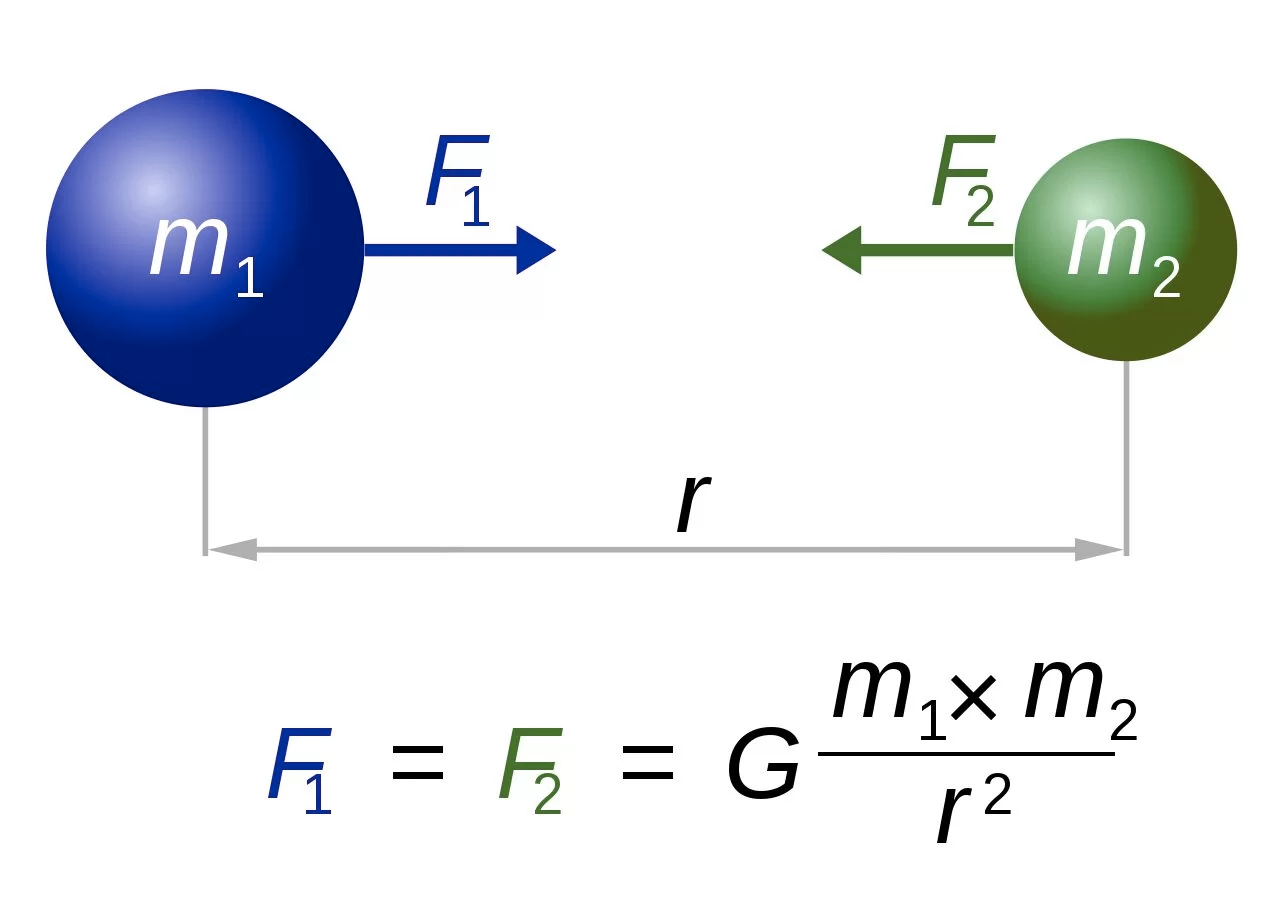 F₁ F₂
m₁ m₂
r
F₁ = F₂ = G (m₁ × m₂) / r²